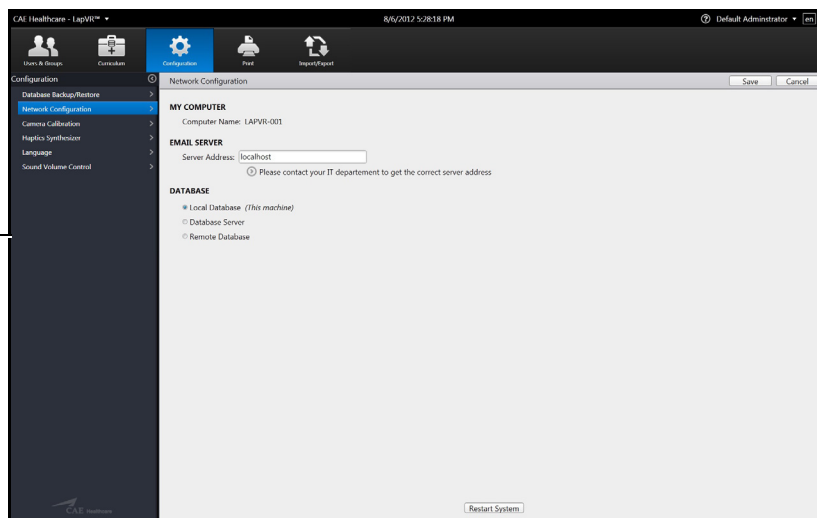 CAE Healthcare - LapVR™ 8/6/2012 5:28:18 PM Default Adminstrator en
Users & Groups Curriculum Configuration Print Import/Export
Configuration
Network Configuration Save Cancel
Database Backup/Restore
Network Configuration
Camera Calibration
Haptics Synthesizer
Language
Sound Volume Control
MY COMPUTER
Computer Name: LAPVR-001
EMAIL SERVER
Server Address: localhost
Please contact your IT departement to get the correct server address
DATABASE
Local Database (This machine)
Database Server
Remote Database
CAE Healthcare
Restart System